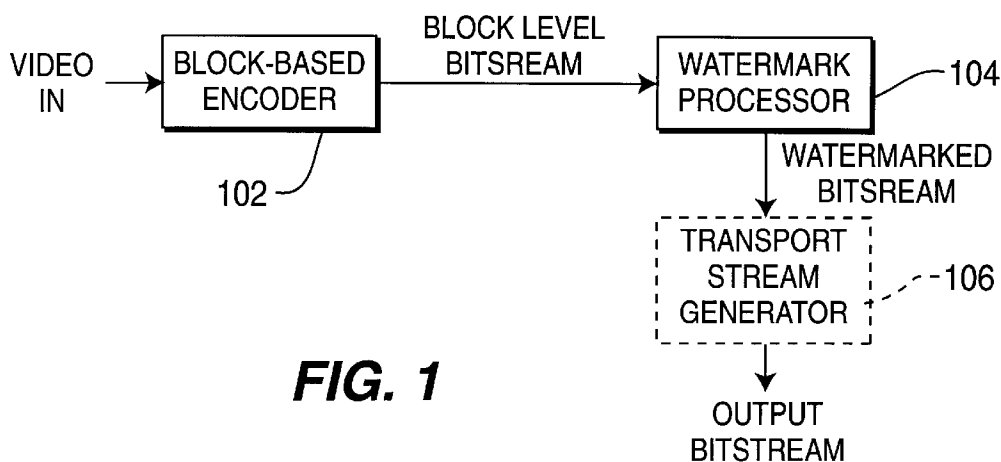 VIDEO
IN
BLOCK-BASED
ENCODER
102
BLOCK LEVEL
BITSREAM
WATERMARK
PROCESSOR
104
WATERMARKED
BITSREAM
TRANSPORT
STREAM
GENERATOR
106
OUTPUT
BITSTREAM
FIG. 1